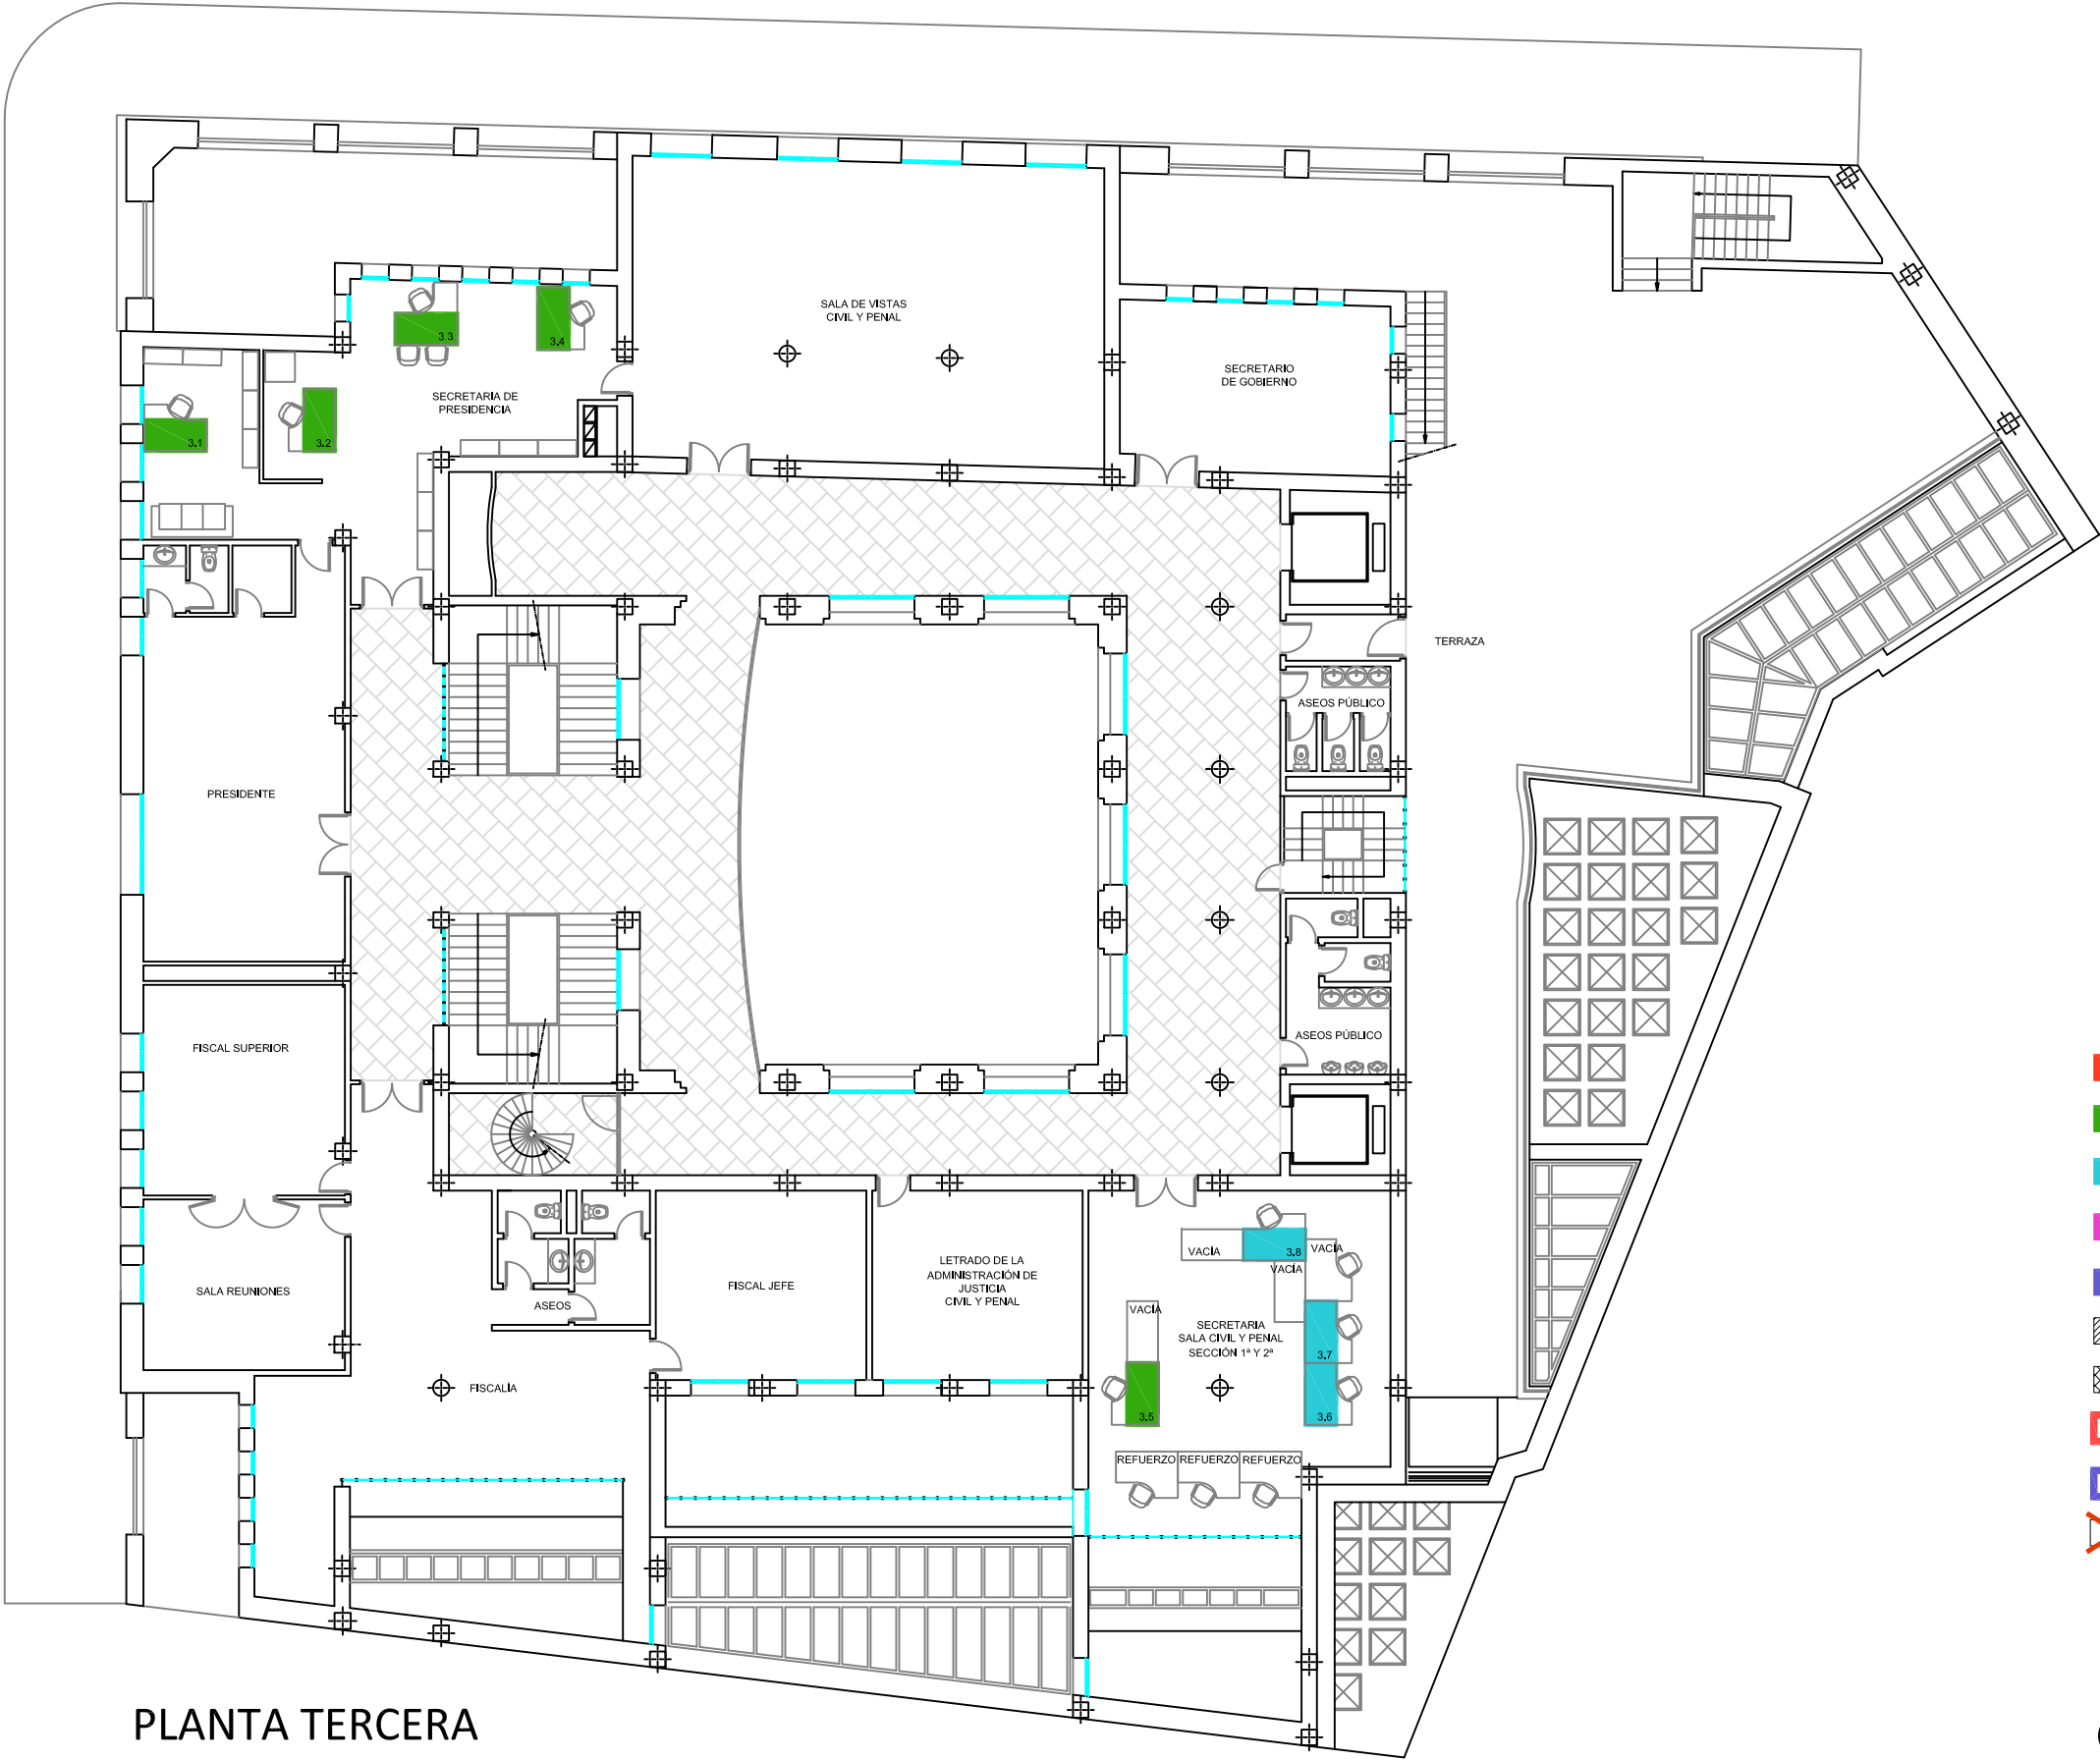 SALA DE VISTAS
CIVIL Y PENAL
3.3
3.4
SECRETARIO
DE GOBIERNO
SECRETARIA DE
PRESIDENCIA
3.1
3.2
TERRAZA
ASEOS PÚBLICO
PRESIDENTE
ASEOS PÚBLICO
FISCAL SUPERIOR
SALA REUNIONES
ASEOS
FISCAL JEFE
LETRADO DE LA
ADMINISTRACIÓN DE
JUSTICIA
CIVIL Y PENAL
VACÍA
3.8
VACÍA
VACÍA
VACÍA
SECRETARIA
SALA CIVIL Y PENAL
SECCIÓN 1ª Y 2ª
3.7
FISCALÍA
3.5
3.6
REFUERZO REFUERZO REFUERZO
PLANTA TERCERA